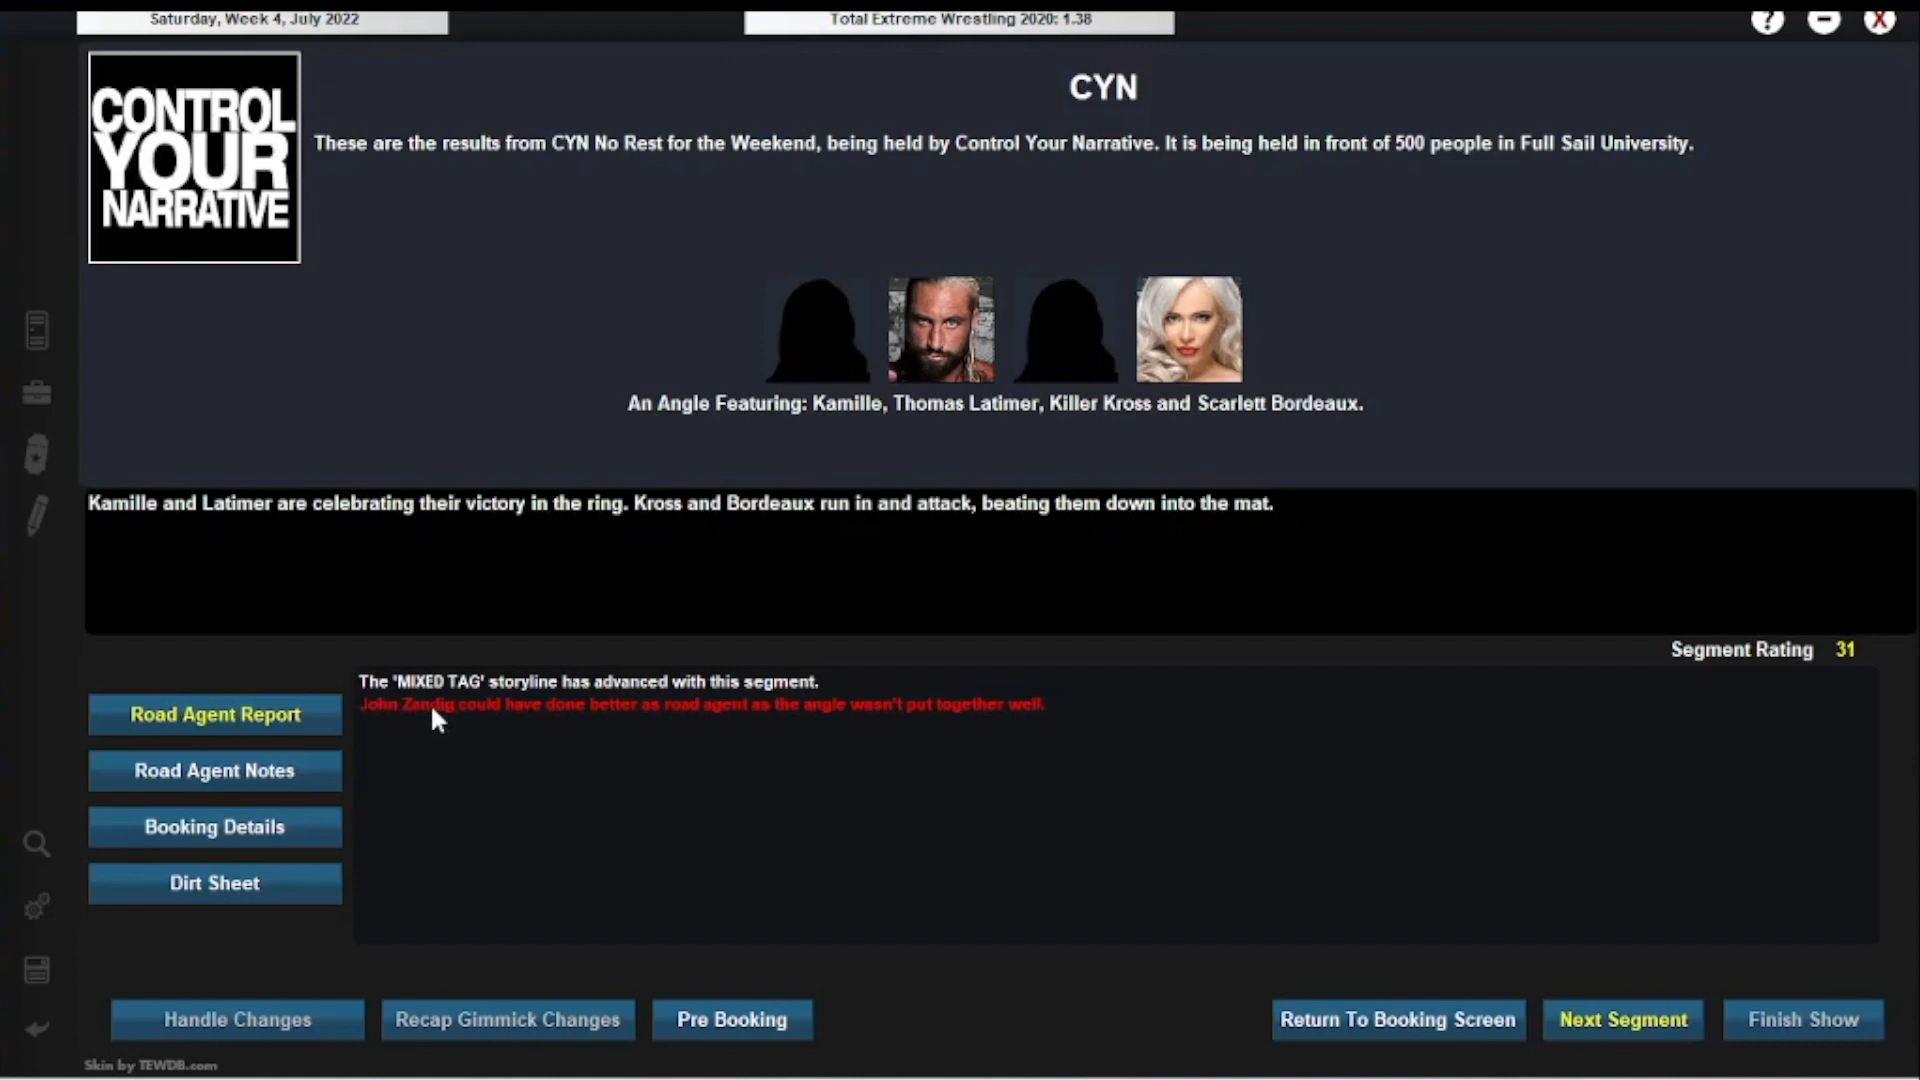 Saturday, Week 4, July 2022
Total Extreme Wrestling 2020: 1.38
? X
CONTROL
YOUR
NARRATIVE
CYN
These are the results from CYN No Rest for the Weekend, being held by Control Your Narrative. It is being held in front of 500 people in Full Sail University.
An Angle Featuring: Kamille, Thomas Latimer, Killer Kross and Scarlett Bordeaux.
Kamille and Latimer are celebrating their victory in the ring. Kross and Bordeaux run in and attack, beating them down into the mat.
Segment Rating 31
The 'MIXED TAG' storyline has advanced with this segment.
John Zandig could have done better as road agent as the angle wasn't put together well.
Road Agent Report
Road Agent Notes
Booking Details
Dirt Sheet
Handle Changes
Recap Gimmick Changes
Pre Booking
Return To Booking Screen
Next Segment
Finish Show
Skin by TEWDB.com